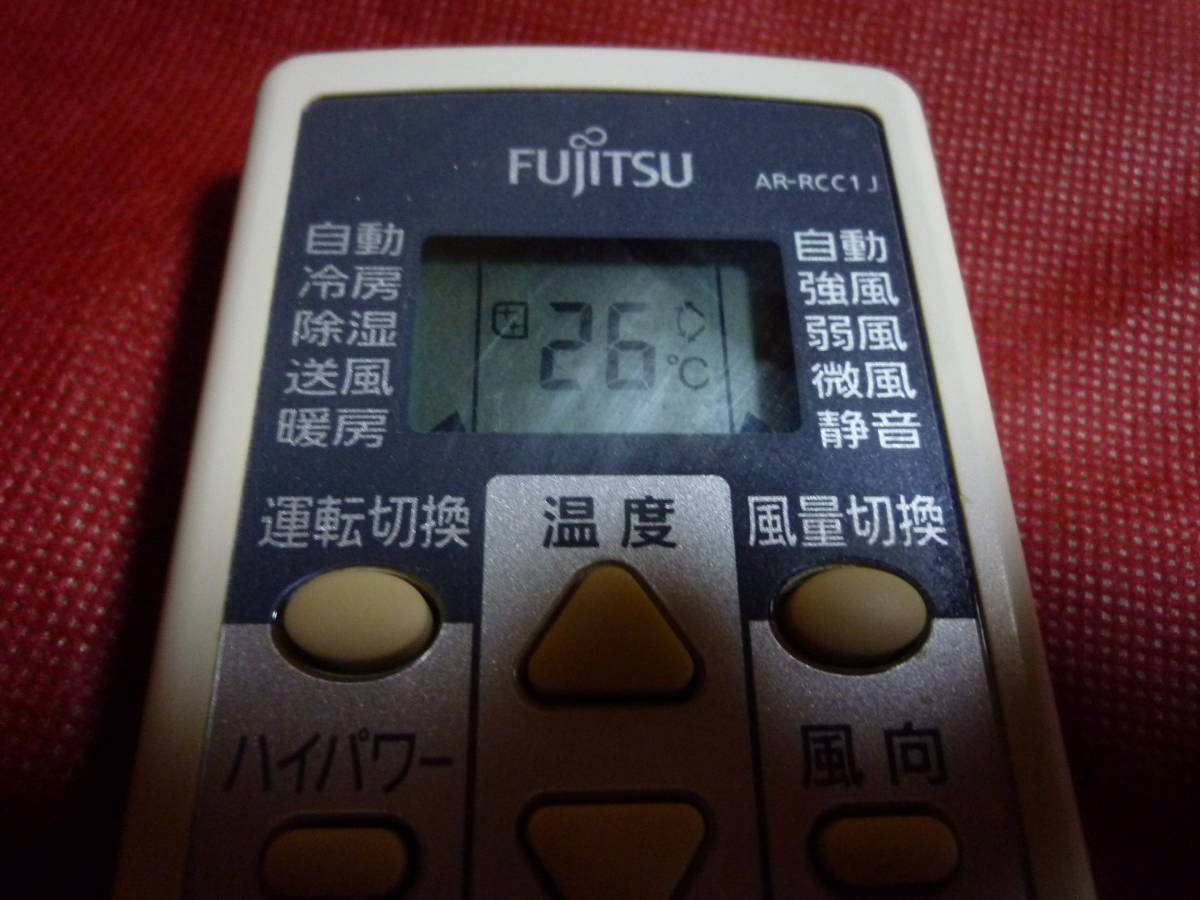 FUJITSU
AR-RCC1J
自動
冷房
除湿
送風
暖房
26℃
自動
強風
弱風
微風
静音
運転切換
温度
風量切換
ハイパワー
風向